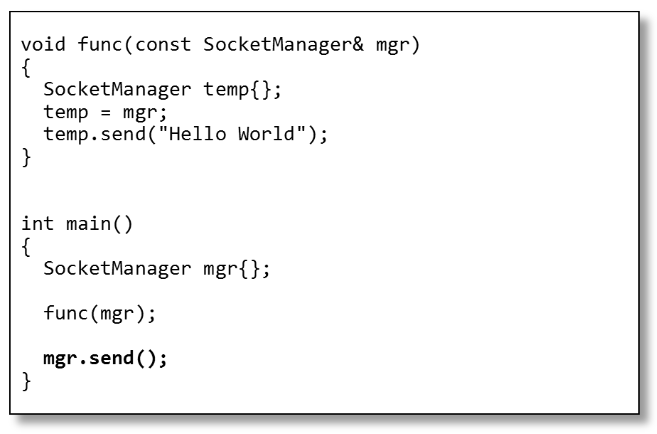 void func(const SocketManager& mgr)
{
  SocketManager temp{};
  temp = mgr;
  temp.send("Hello World");
}
int main()
{
  SocketManager mgr{};
  func(mgr);
  mgr.send();
}